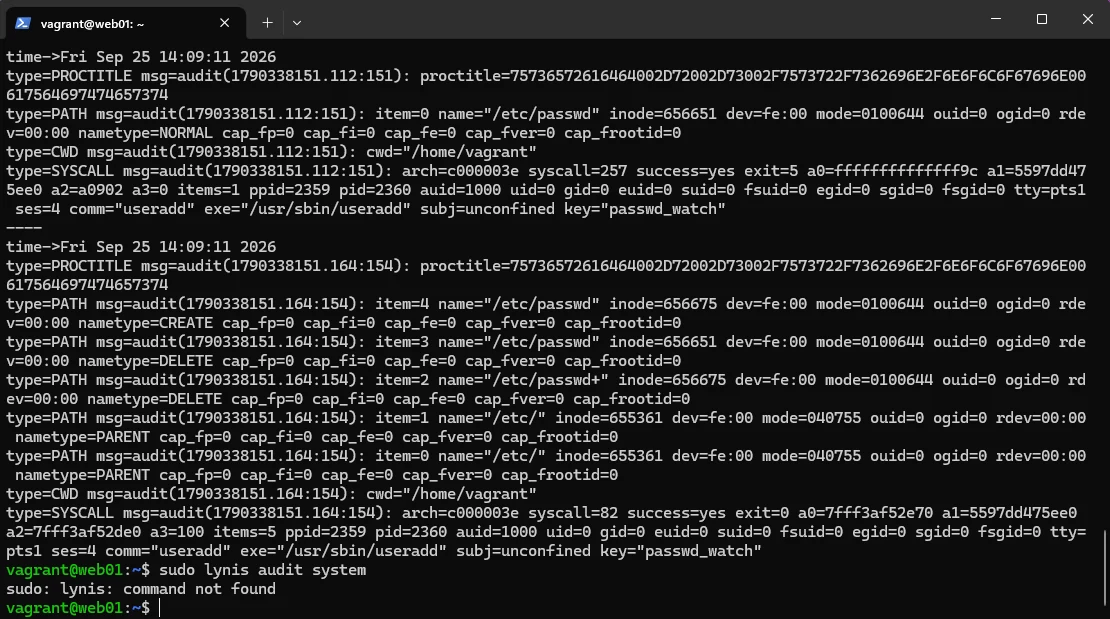 vagrant@web01: ~
time->Fri Sep 25 14:09:11 2026
type=PROCTITLE msg=audit(1790338151.112:151): proctitle=75736572616464002D72002D73002F7573722F7362696E2F6E6F6C6F67696E00
617564697474657374
type=PATH msg=audit(1790338151.112:151): item=0 name="/etc/passwd" inode=656651 dev=fe:00 mode=0100644 ouid=0 ogid=0 rde
v=00:00 nametype=NORMAL cap_fp=0 cap_fi=0 cap_fe=0 cap_fver=0 cap_frootid=0
type=CWD msg=audit(1790338151.112:151): cwd="/home/vagrant"
type=SYSCALL msg=audit(1790338151.112:151): arch=c000003e syscall=257 success=yes exit=5 a0=ffffffffffffff9c a1=5597dd47
5ee0 a2=a0902 a3=0 items=1 ppid=2359 pid=2360 auid=1000 uid=0 gid=0 euid=0 suid=0 fsuid=0 egid=0 sgid=0 fsgid=0 tty=pts1
 ses=4 comm="useradd" exe="/usr/sbin/useradd" subj=unconfined key="passwd_watch"
----
time->Fri Sep 25 14:09:11 2026
type=PROCTITLE msg=audit(1790338151.164:154): proctitle=75736572616464002D72002D73002F7573722F7362696E2F6E6F6C6F67696E00
617564697474657374
type=PATH msg=audit(1790338151.164:154): item=4 name="/etc/passwd" inode=656675 dev=fe:00 mode=0100644 ouid=0 ogid=0 rde
v=00:00 nametype=CREATE cap_fp=0 cap_fi=0 cap_fe=0 cap_fver=0 cap_frootid=0
type=PATH msg=audit(1790338151.164:154): item=3 name="/etc/passwd" inode=656651 dev=fe:00 mode=0100644 ouid=0 ogid=0 rde
v=00:00 nametype=DELETE cap_fp=0 cap_fi=0 cap_fe=0 cap_fver=0 cap_frootid=0
type=PATH msg=audit(1790338151.164:154): item=2 name="/etc/passwd+" inode=656675 dev=fe:00 mode=0100644 ouid=0 ogid=0 rd
ev=00:00 nametype=DELETE cap_fp=0 cap_fi=0 cap_fe=0 cap_fver=0 cap_frootid=0
type=PATH msg=audit(1790338151.164:154): item=1 name="/etc/" inode=655361 dev=fe:00 mode=040755 ouid=0 ogid=0 rdev=00:00
 nametype=PARENT cap_fp=0 cap_fi=0 cap_fe=0 cap_fver=0 cap_frootid=0
type=PATH msg=audit(1790338151.164:154): item=0 name="/etc/" inode=655361 dev=fe:00 mode=040755 ouid=0 ogid=0 rdev=00:00
 nametype=PARENT cap_fp=0 cap_fi=0 cap_fe=0 cap_fver=0 cap_frootid=0
type=CWD msg=audit(1790338151.164:154): cwd="/home/vagrant"
type=SYSCALL msg=audit(1790338151.164:154): arch=c000003e syscall=82 success=yes exit=0 a0=7fff3af52e70 a1=5597dd475ee0 
a2=7fff3af52de0 a3=100 items=5 ppid=2359 pid=2360 auid=1000 uid=0 gid=0 euid=0 suid=0 fsuid=0 egid=0 sgid=0 fsgid=0 tty=
pts1 ses=4 comm="useradd" exe="/usr/sbin/useradd" subj=unconfined key="passwd_watch"
vagrant@web01:~$ sudo lynis audit system
sudo: lynis: command not found
vagrant@web01:~$